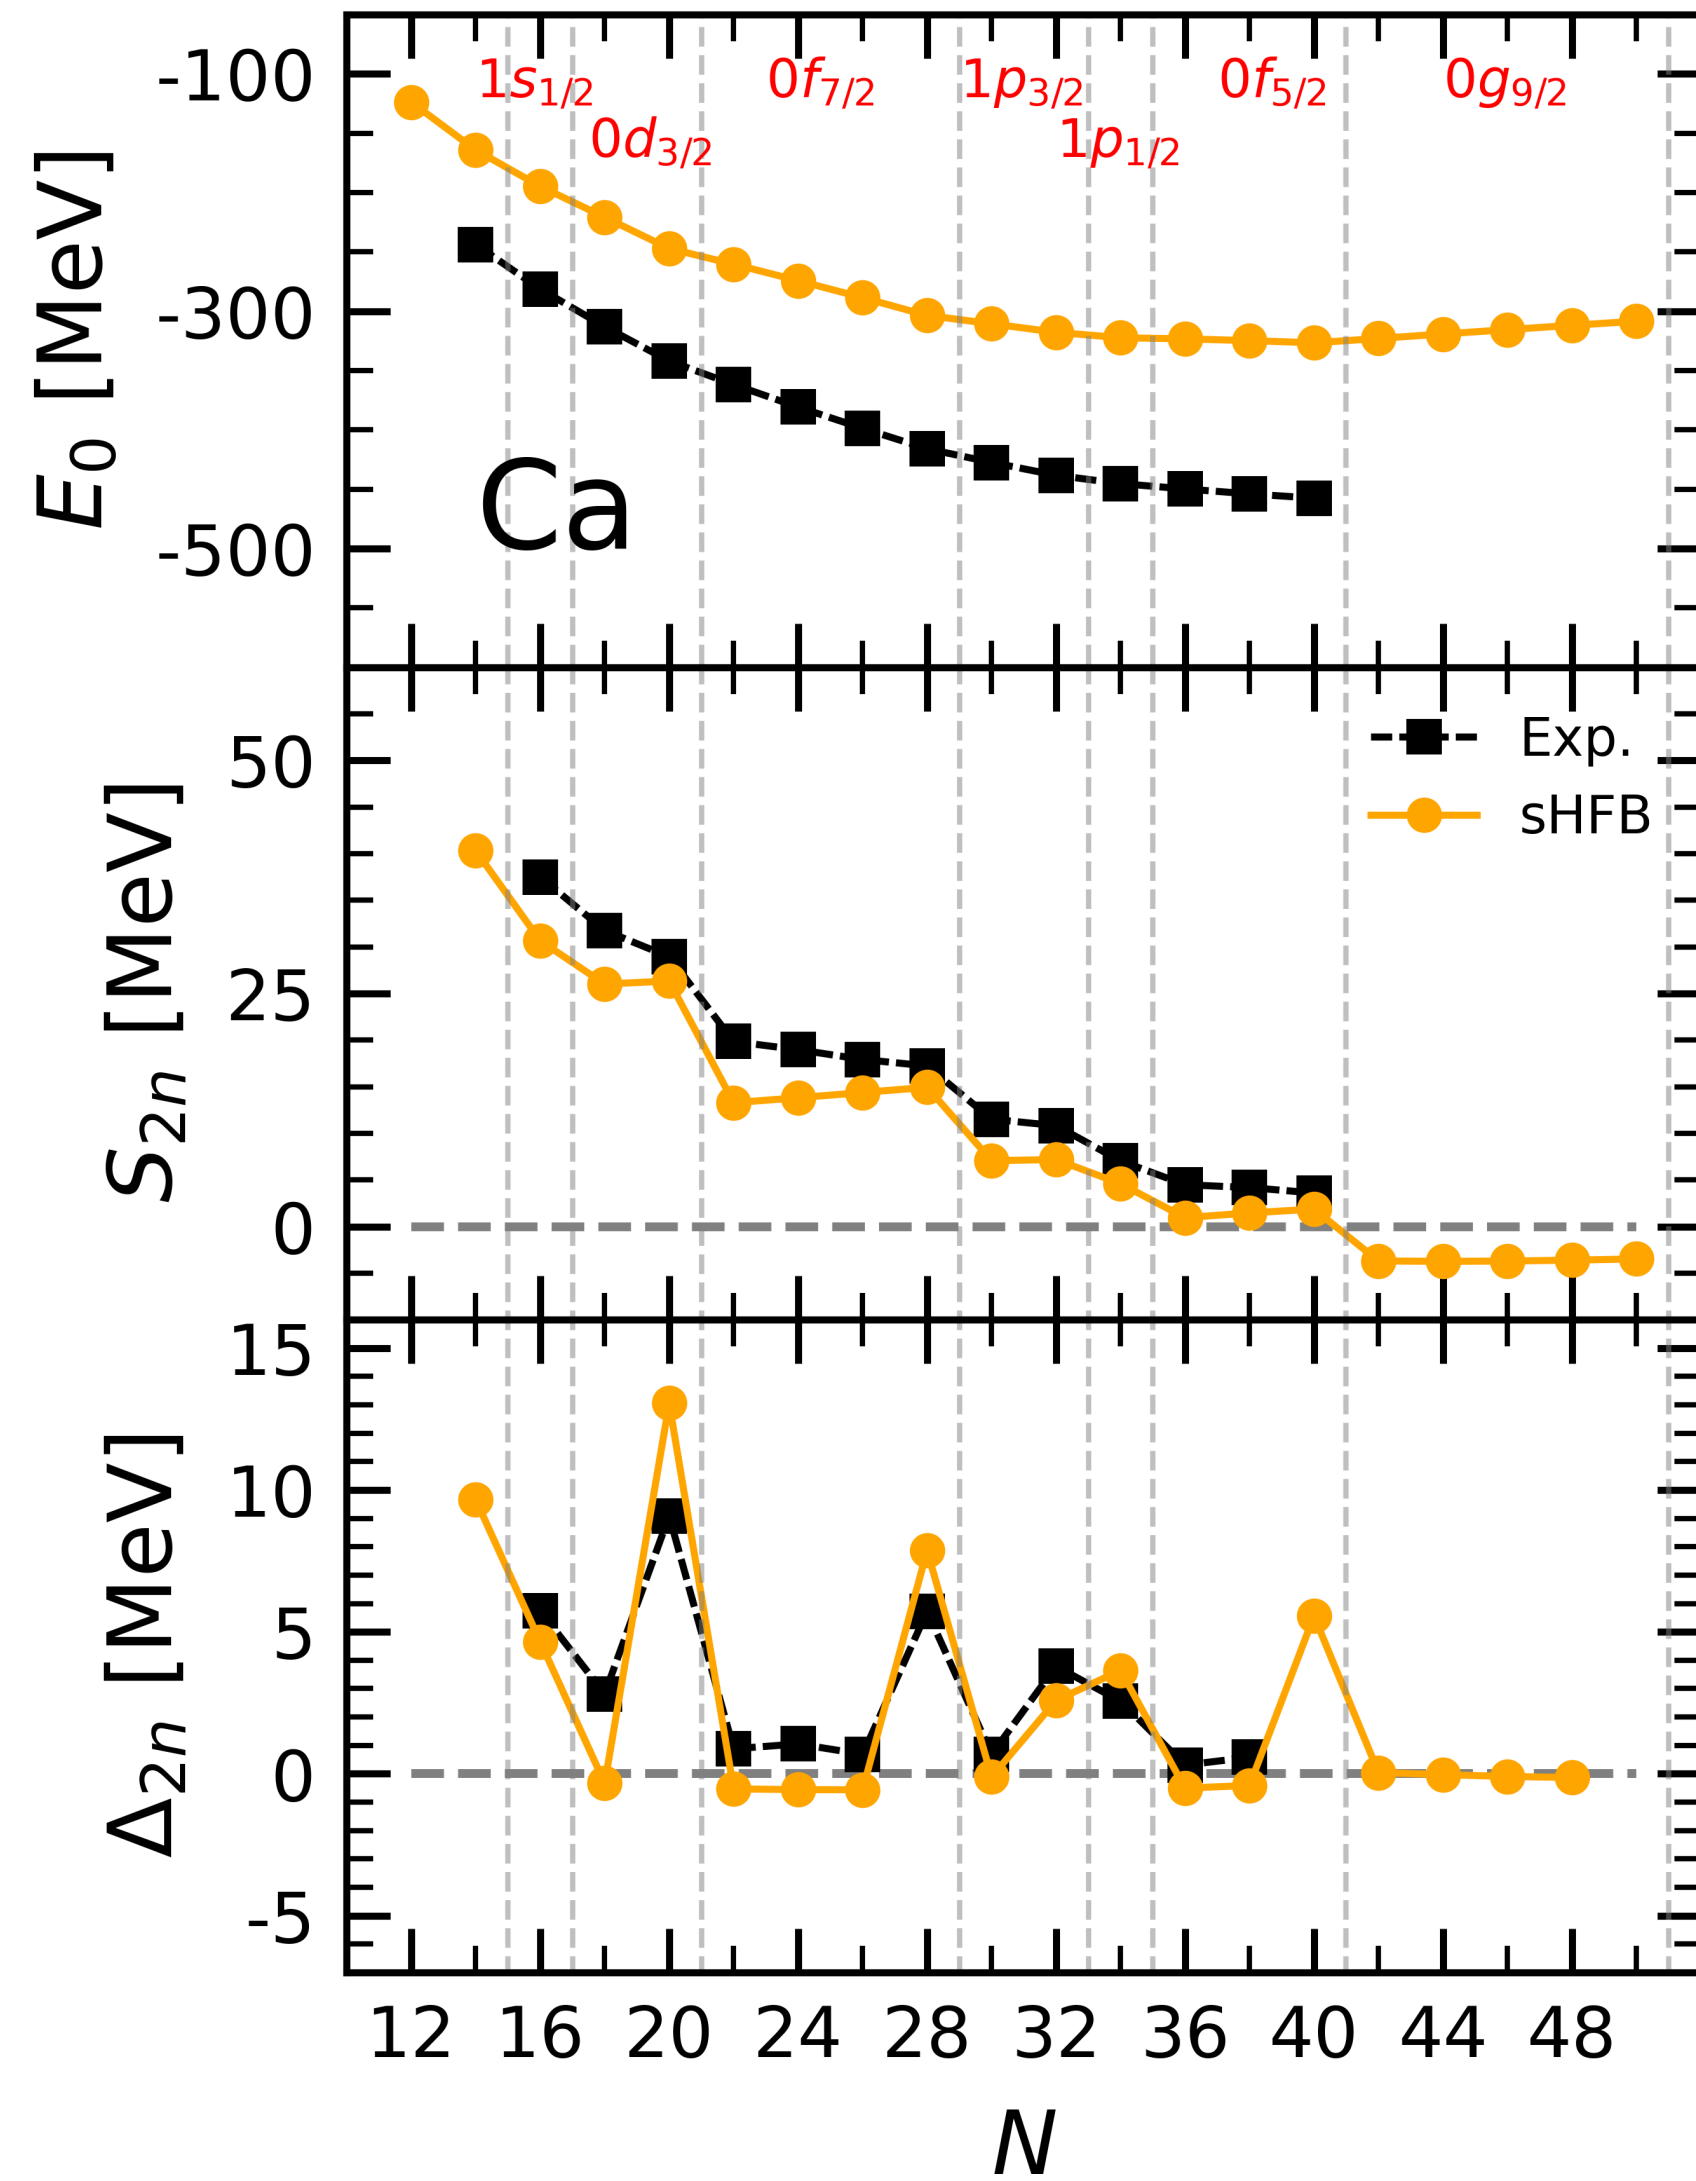 E₀ [MeV]
-100
-300
-500
1s₁/₂
0f₇/₂
1p₃/₂
0f₅/₂
0g₉/₂
0d₃/₂
1p₁/₂
Ca
S₂ₙ [MeV]
50
25
0
Exp.
sHFB
Δ₂ₙ [MeV]
15
10
5
0
-5
12 16 20 24 28 32 36 40 44 48
N